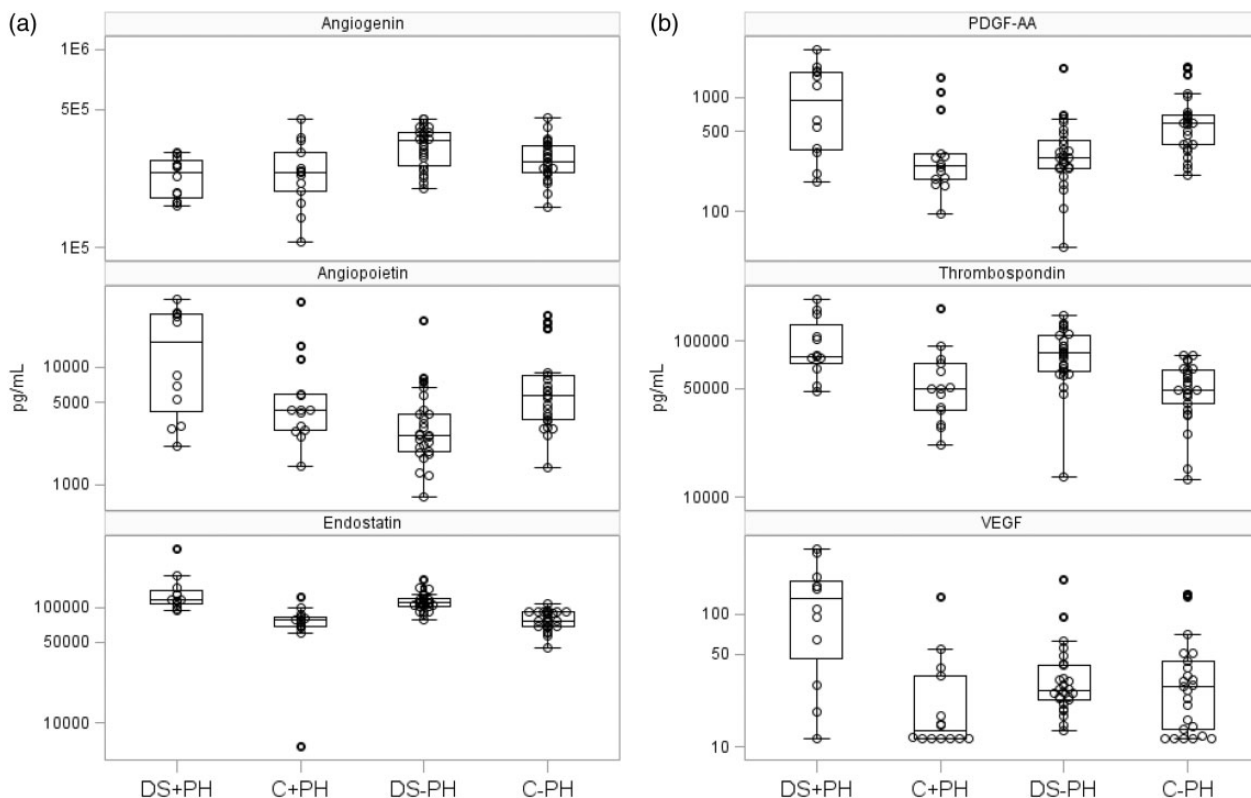 (a)
Angiogenin
1E6
5E5
1E5
Angiopoietin
10000
5000
1000
pg/mL
Endostatin
100000
50000
10000
DS+PH C+PH DS-PH C-PH
(b)
PDGF-AA
1000
500
100
Thrombospondin
100000
50000
10000
pg/mL
VEGF
100
50
10
DS+PH C+PH DS-PH C-PH